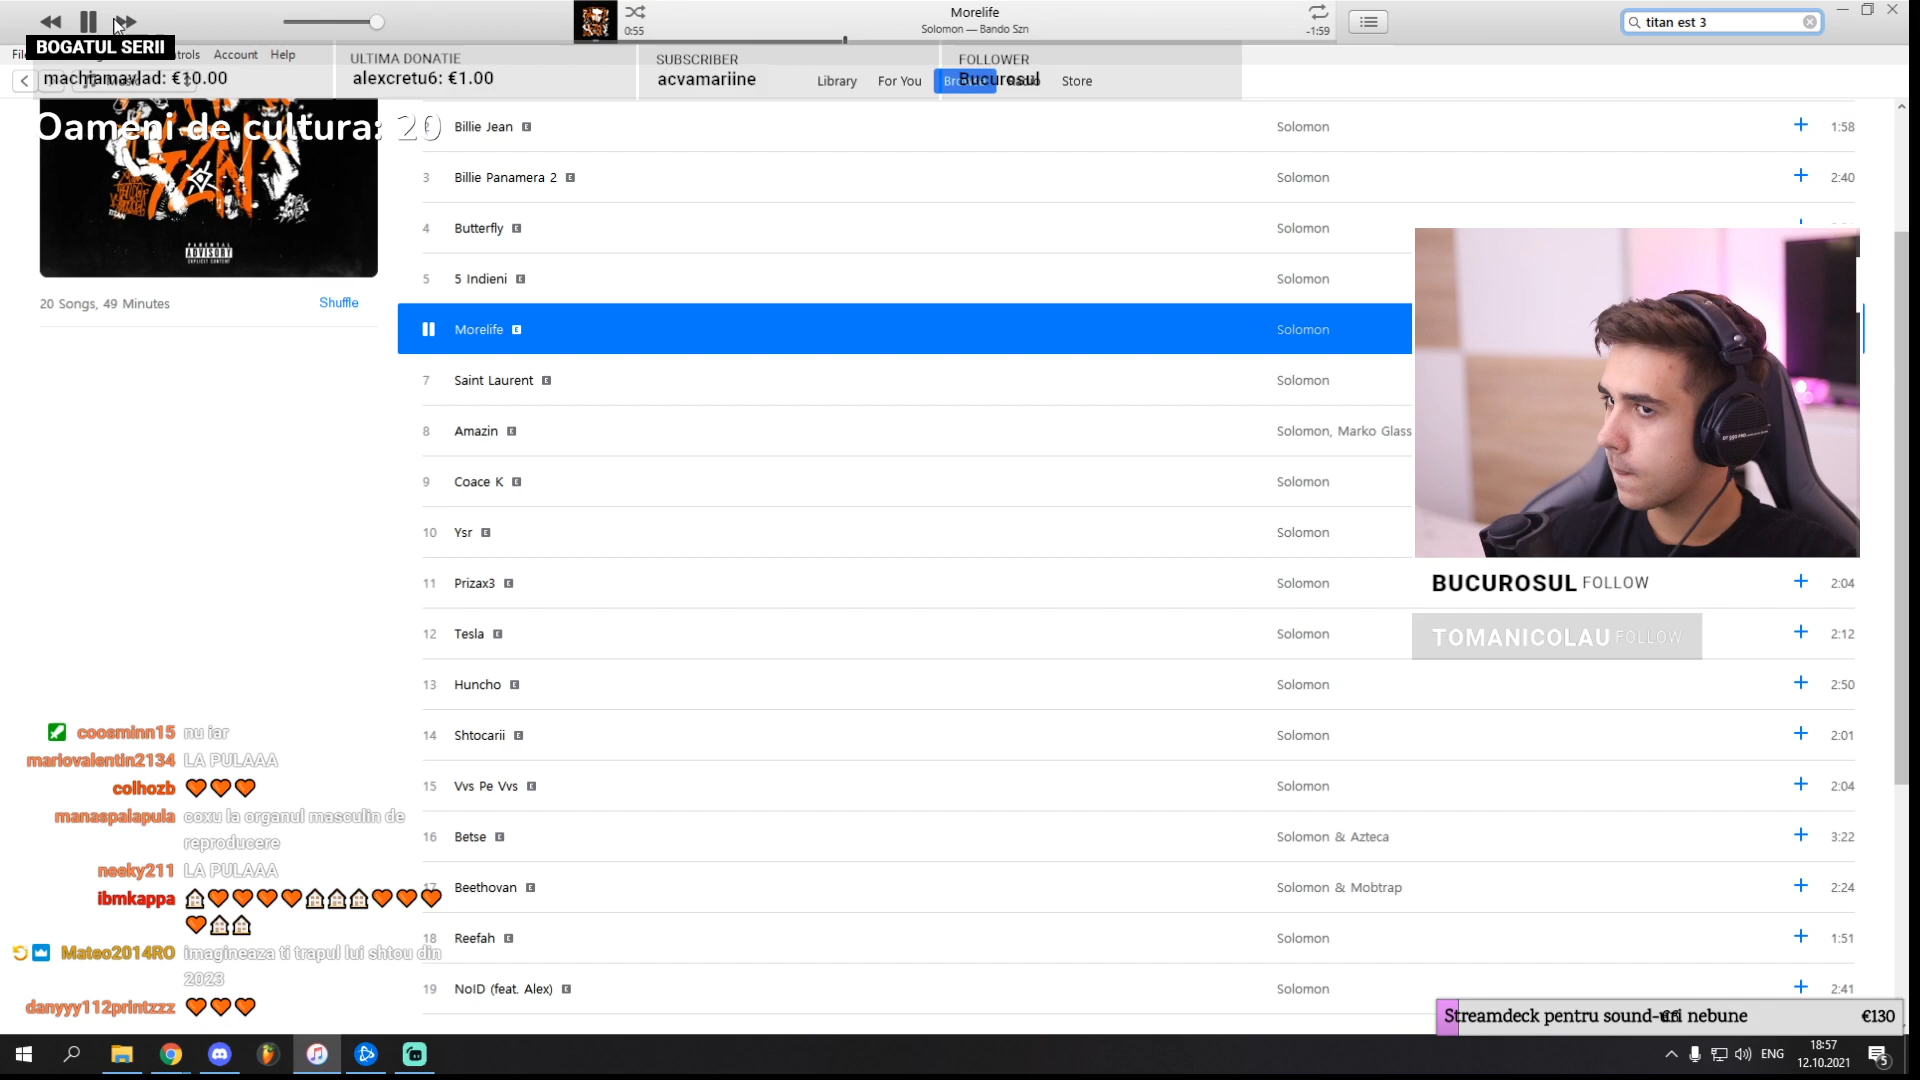 Morelife
0:55
Solomon — Bando Szn
-1:59
titan est 3
BOGATUL SERII
Account
Help
ULTIMA DONATIE
SUBSCRIBER
FOLLOWER
alexcretu6: €1.00
acvamariine
Library
For You
Bucurosul
Store
Oameni de cultura: 20
Billie Jean E Solomon + 1:58
3 Billie Panamera 2 E Solomon + 2:40
4 Butterfly E Solomon
5 5 Indieni E Solomon
Morelife E Solomon
7 Saint Laurent E Solomon
8 Amazin E Solomon, Marko Glass
9 Coace K E Solomon
10 Ysr E Solomon
11 Prizax3 E Solomon + 2:04
12 Tesla E Solomon + 2:12
13 Huncho E Solomon + 2:50
14 Shtocarii E Solomon + 2:01
15 Vvs Pe Vvs E Solomon + 2:04
16 Betse E Solomon & Azteca + 3:22
Beethovan E Solomon & Mobtrap + 2:24
18 Reefah E Solomon + 1:51
19 NoID (feat. Alex) E Solomon + 2:41
PARENTAL
ADVISORY
EXPLICIT CONTENT
20 Songs, 49 Minutes
Shuffle
BUCUROSUL FOLLOW
TOMANICOLAU FOLLOW
coosminn15 nu iar
mariovalentin2134 LA PULAAA
colhozb
manaspalapula coxu la organul masculin de
reproducere
neeky211 LA PULAAA
ibmkappa
Mateo2014RO imagineaza ti trapul lui shtou din
2023
danyyy112printzzz
Streamdeck pentru sound-uri nebune €130
ENG
18:57
12.10.2021
5